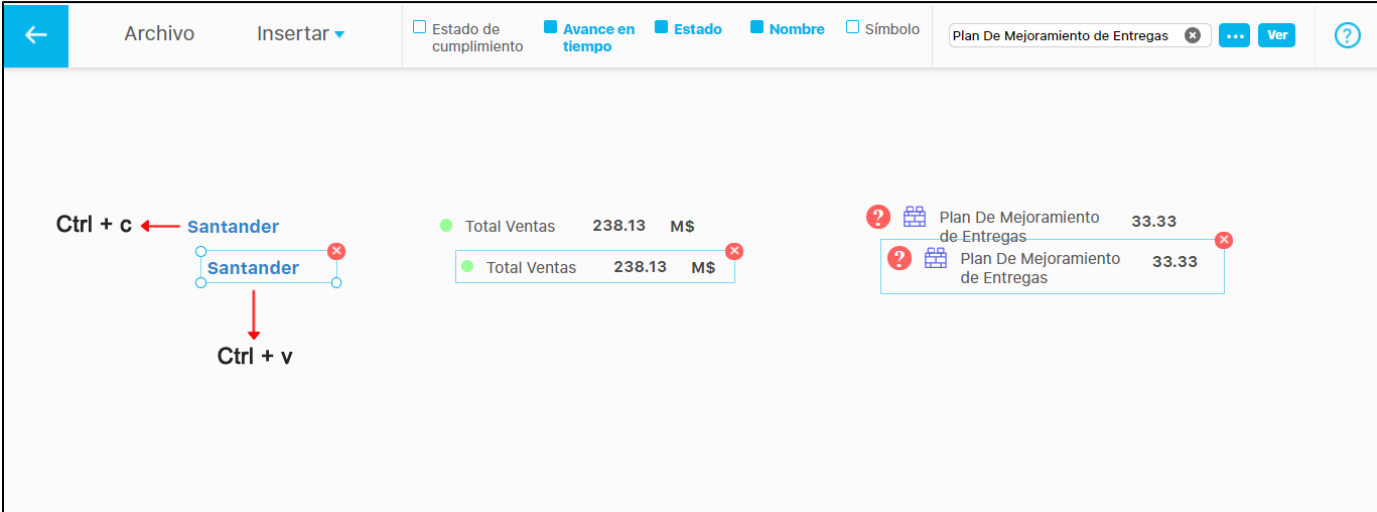 Archivo
Insertar
Estado de
cumplimiento
Avance en
tiempo
Estado
Nombre
Símbolo
Plan De Mejoramiento de Entregas
Ver
?
Ctrl + c
Santander
Total Ventas 238.13 M$
? Plan De Mejoramiento 33.33
de Entregas
Santander
Total Ventas 238.13 M$
? Plan De Mejoramiento 33.33
de Entregas
Ctrl + v